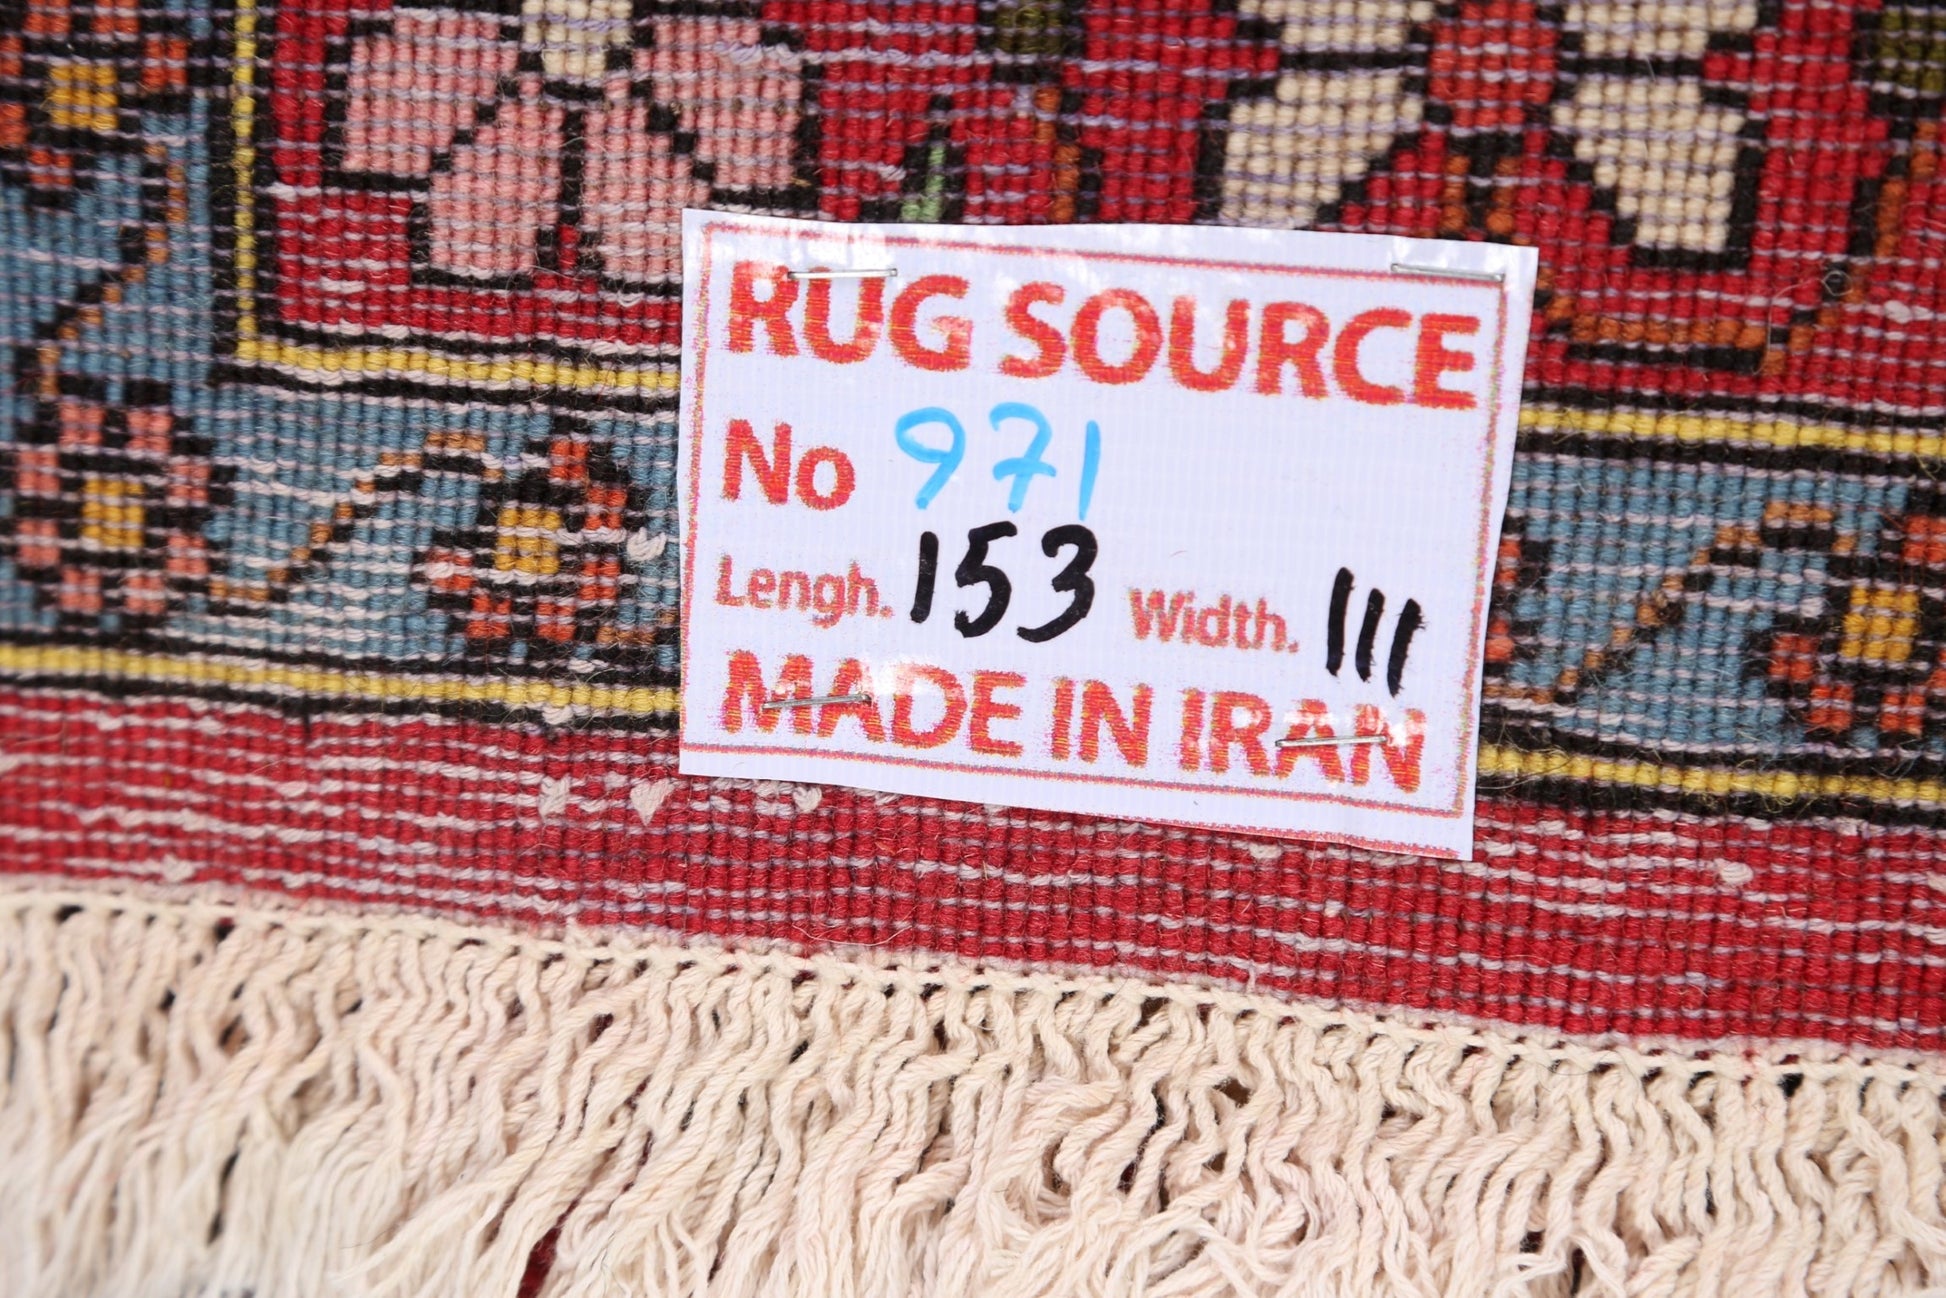 RUG SOURCE
No 971
Lengh. 153 Width. 111
MADE IN IRAN